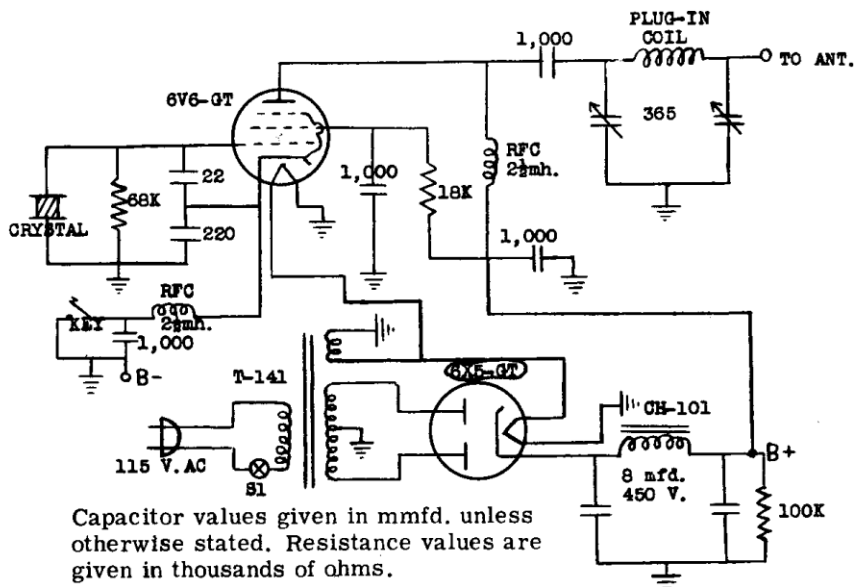 PLUG-IN
COIL
1,000
TO ANT.
6V6-GT
365
RFC
2½mh.
22
1,000
68K
18K
CRYSTAL
220
1,000
RFC
2½mh.
KEY
1,000
B-
T-141
6X5-GT
CH-101
115 V.AC
S1
8 mfd.
450 V.
B+
100K
Capacitor values given in mmfd. unless
otherwise stated. Resistance values are
given in thousands of ohms.